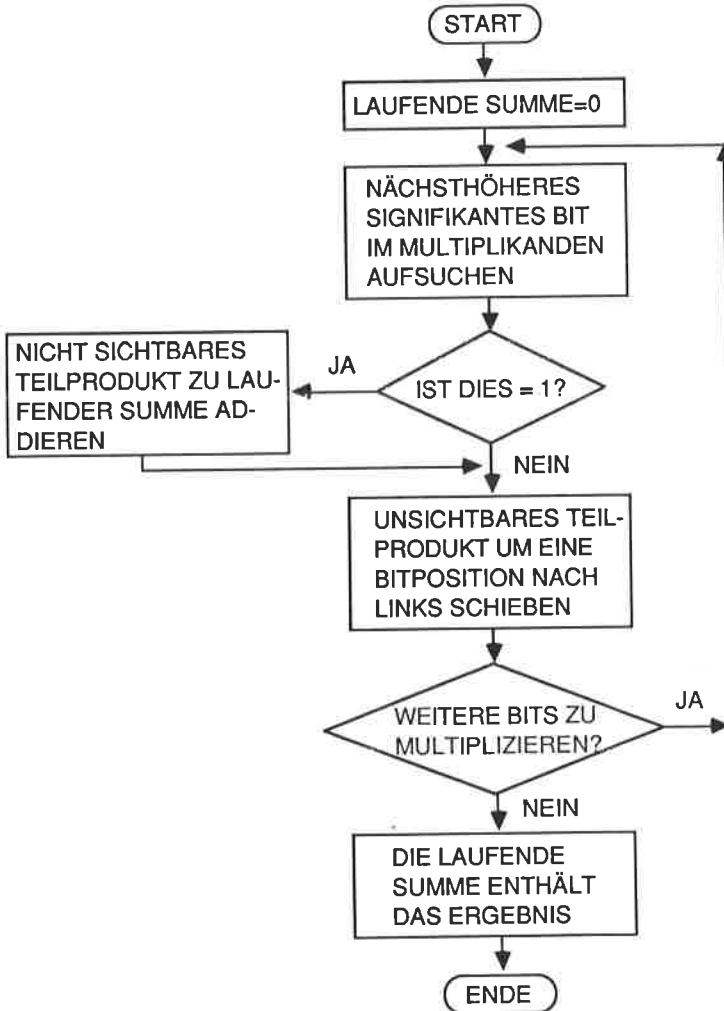 START
LAUFENDE SUMME=0
NÄCHSTHÖHERES
SIGNIFIKANTES BIT
IM MULTIPLIKANDEN
AUFSUCHEN
NICHT SICHTBARES
TEILPRODUKT ZU LAU-
FENDER SUMME AD-
DIEREN
JA
IST DIES = 1?
NEIN
UNSICHTBARES TEIL-
PRODUKT UM EINE
BITPOSITION NACH
LINKS SCHIEBEN
WEITERE BITS ZU
MULTIPLIZIEREN?
JA
NEIN
DIE LAUFENDE
SUMME ENTHÄLT
DAS ERGEBNIS
ENDE